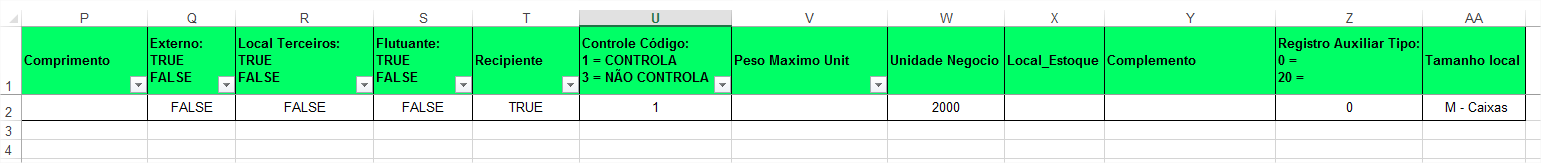 P Q R S T U V W X Y Z AA
1
Comprimento
Externo:
TRUE
FALSE
Local Terceiros:
TRUE
FALSE
Flutuante:
TRUE
FALSE
Recipiente
Controle Código:
1 = CONTROLA
3 = NÃO CONTROLA
Peso Maximo Unit
Unidade Negocio
Local_Estoque
Complemento
Registro Auxiliar Tipo:
0 =
20 =
Tamanho local
2 FALSE FALSE FALSE TRUE 1 2000 0 M - Caixas
3
4